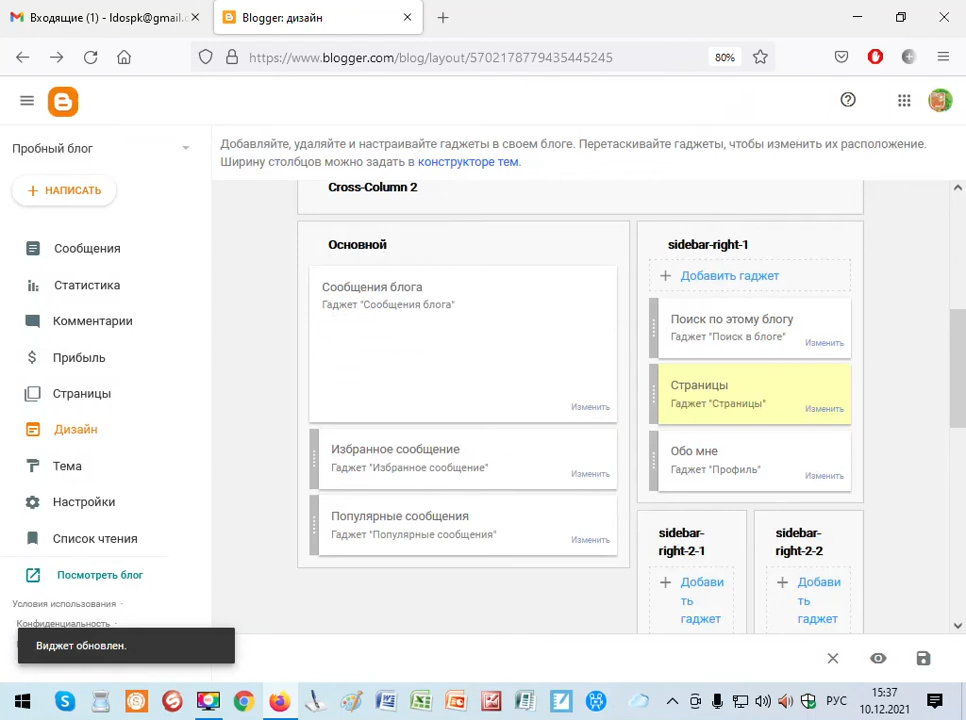 Входящие (1) - ldospk@gmail.c
Blogger: дизайн
https://www.blogger.com/blog/layout/5702178779435445245
80%
Пробный блог
Добавляйте, удаляйте и настраивайте гаджеты в своем блоге. Перетаскивайте гаджеты, чтобы изменить их расположение.
Ширину столбцов можно задать в конструкторе тем.
НАПИСАТЬ
Сообщения
Статистика
Комментарии
Прибыль
Страницы
Дизайн
Тема
Настройки
Список чтения
Посмотреть блог
Условия использования ·
Конфиденциальность ·
Виджет обновлен.
Cross-Column 2
Основной
Сообщения блога
Гаджет "Сообщения блога"
Изменить
Избранное сообщение
Гаджет "Избранное сообщение"
Изменить
Популярные сообщения
Гаджет "Популярные сообщения"
Изменить
sidebar-right-1
Добавить гаджет
Поиск по этому блогу
Гаджет "Поиск в блоге"
Изменить
Страницы
Гаджет "Страницы"
Изменить
Обо мне
Гаджет "Профиль"
Изменить
sidebar-
right-2-1
Добави
ть
гаджет
sidebar-
right-2-2
Добави
ть
гаджет
РУС
15:37
10.12.2021